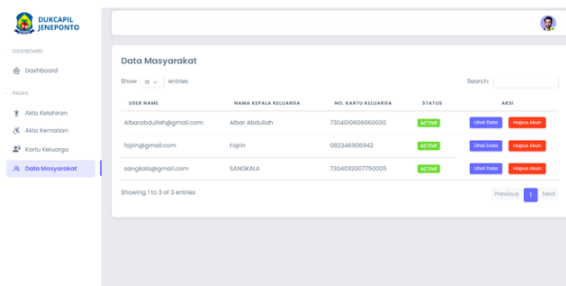 DUKCAPIL
JENEPONTO
DASHBOARD
Dashboard
PAGES
Akta Kelahiran
Akta Kematian
Kartu Keluarga
Data Masyarakat
Data Masyarakat
Show 10 entries Search:
USER NAME NAMA KEPALA KELUARGA NO. KARTU KELUARGA STATUS AKSI
Albarabdullah@gmail.com Albar Abdullah 7304010606060030 ACTIVE Lihat Data Hapus Akun
fajrin@gmail.com Fajrin 082346906942 ACTIVE Lihat Data Hapus Akun
sangkala@gmail.com SANGKALA 7304032007750005 ACTIVE Lihat Data Hapus Akun
Showing 1 to 3 of 3 entries Previous 1 Next